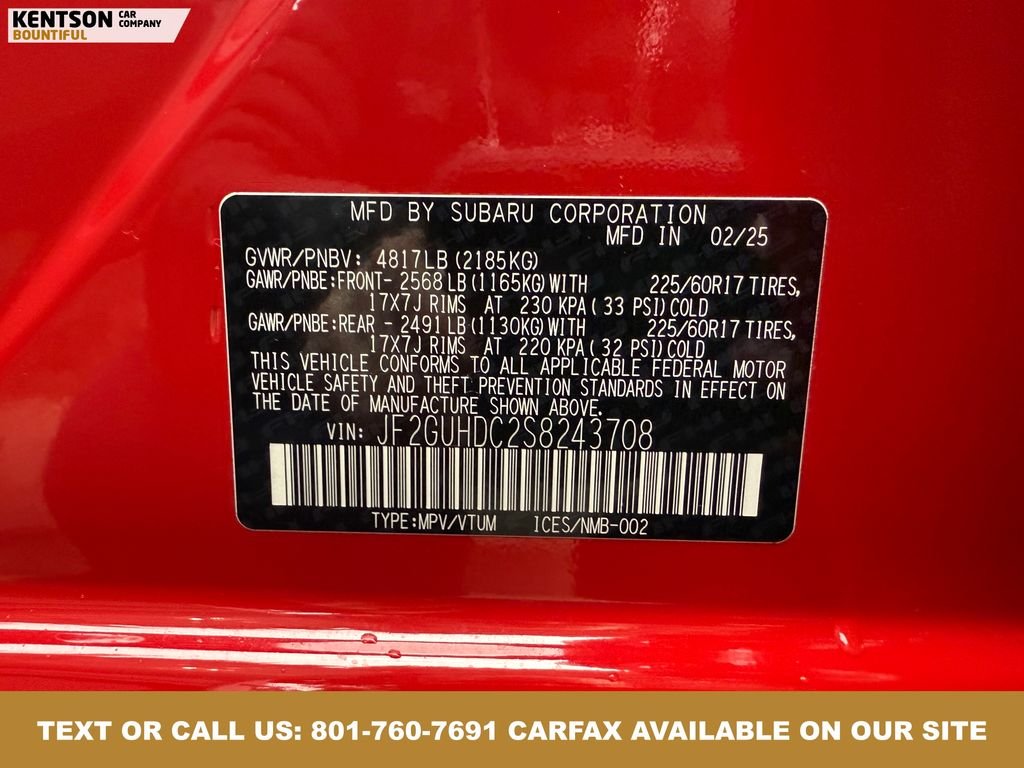 KENTSON CAR COMPANY
BOUNTIFUL
MFD BY SUBARU CORPORATION
MFD IN 02/25
GVWR/PNBV: 4817LB(2185KG)
GAWR/PNBE:FRONT- 2568 LB(1165KG)WITH 225/60R17 TIRES,
17X7J RIMS AT 230 KPA( 33 PSI)COLD
GAWR/PNBE:REAR - 2491 LB(1130KG)WITH 225/60R17 TIRES,
17X7J RIMS AT 220 KPA( 32 PSI)COLD
THIS VEHICLE CONFORMS TO ALL APPLICABLE FEDERAL MOTOR
VEHICLE SAFETY AND THEFT PREVENTION STANDARDS IN EFFECT ON
THE DATE OF MANUFACTURE SHOWN ABOVE.
VIN: JF2GUHDC2S8243708
TYPE:MPV/VTUM ICES/NMB-002
TEXT OR CALL US: 801-760-7691 CARFAX AVAILABLE ON OUR SITE